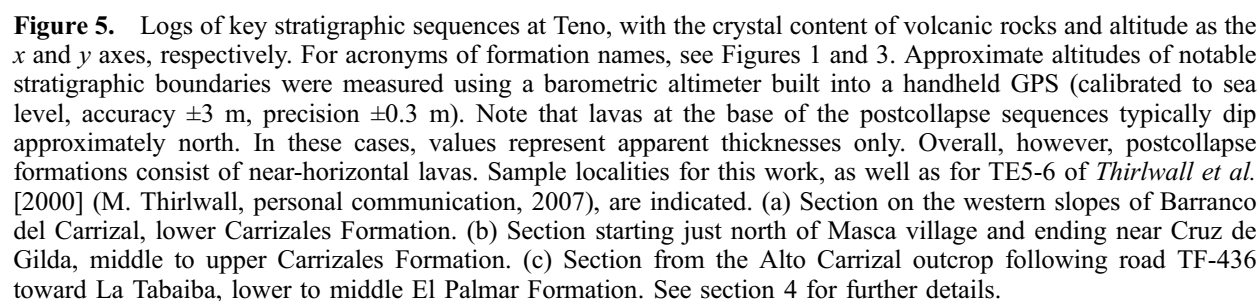 Figure 5. Logs of key stratigraphic sequences at Teno, with the crystal content of volcanic rocks and altitude as the
x and y axes, respectively. For acronyms of formation names, see Figures 1 and 3. Approximate altitudes of notable
stratigraphic boundaries were measured using a barometric altimeter built into a handheld GPS (calibrated to sea
level, accuracy ±3 m, precision ±0.3 m). Note that lavas at the base of the postcollapse sequences typically dip
approximately north. In these cases, values represent apparent thicknesses only. Overall, however, postcollapse
formations consist of near-horizontal lavas. Sample localities for this work, as well as for TE5-6 of Thirlwall et al.
[2000] (M. Thirlwall, personal communication, 2007), are indicated. (a) Section on the western slopes of Barranco
del Carrizal, lower Carrizales Formation. (b) Section starting just north of Masca village and ending near Cruz de
Gilda, middle to upper Carrizales Formation. (c) Section from the Alto Carrizal outcrop following road TF-436
toward La Tabaiba, lower to middle El Palmar Formation. See section 4 for further details.